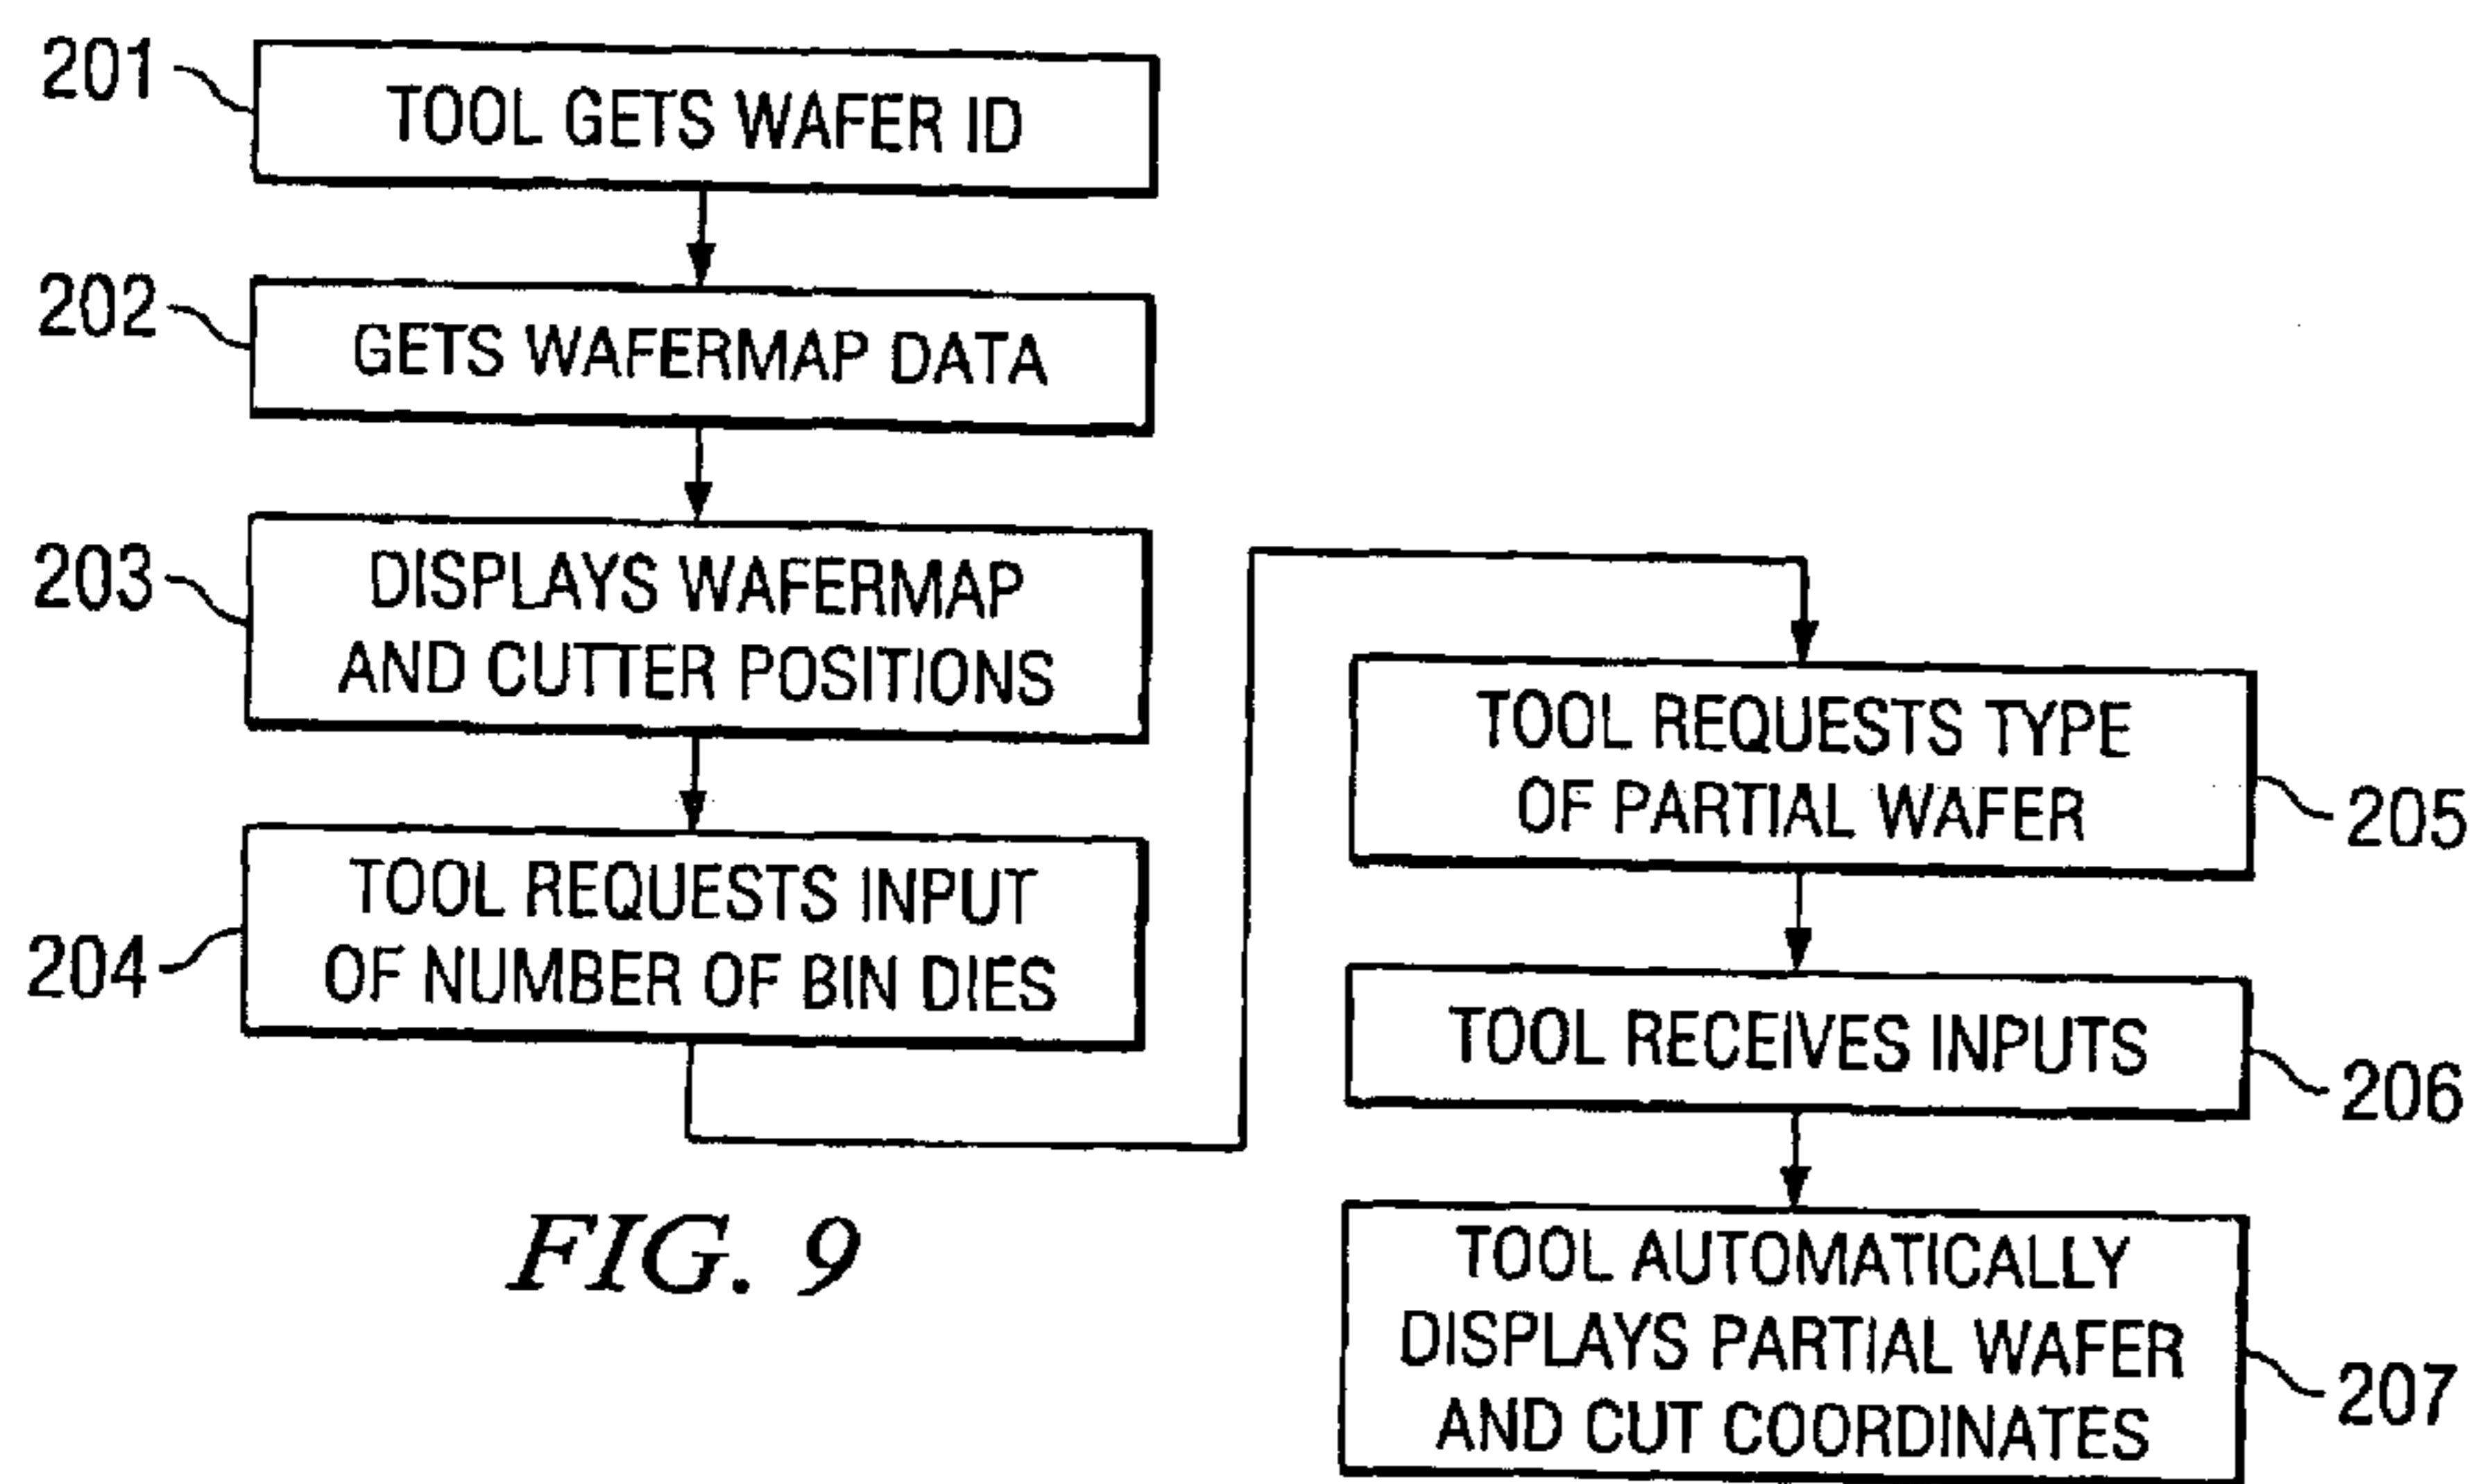 201
TOOL GETS WAFER ID
202
GETS WAFERMAP DATA
203
DISPLAYS WAFERMAP
AND CUTTER POSITIONS
204
TOOL REQUESTS INPUT
OF NUMBER OF BIN DIES
TOOL REQUESTS TYPE
OF PARTIAL WAFER
205
TOOL RECEIVES INPUTS
206
TOOL AUTOMATICALLY
DISPLAYS PARTIAL WAFER
AND CUT COORDINATES
207
FIG. 9